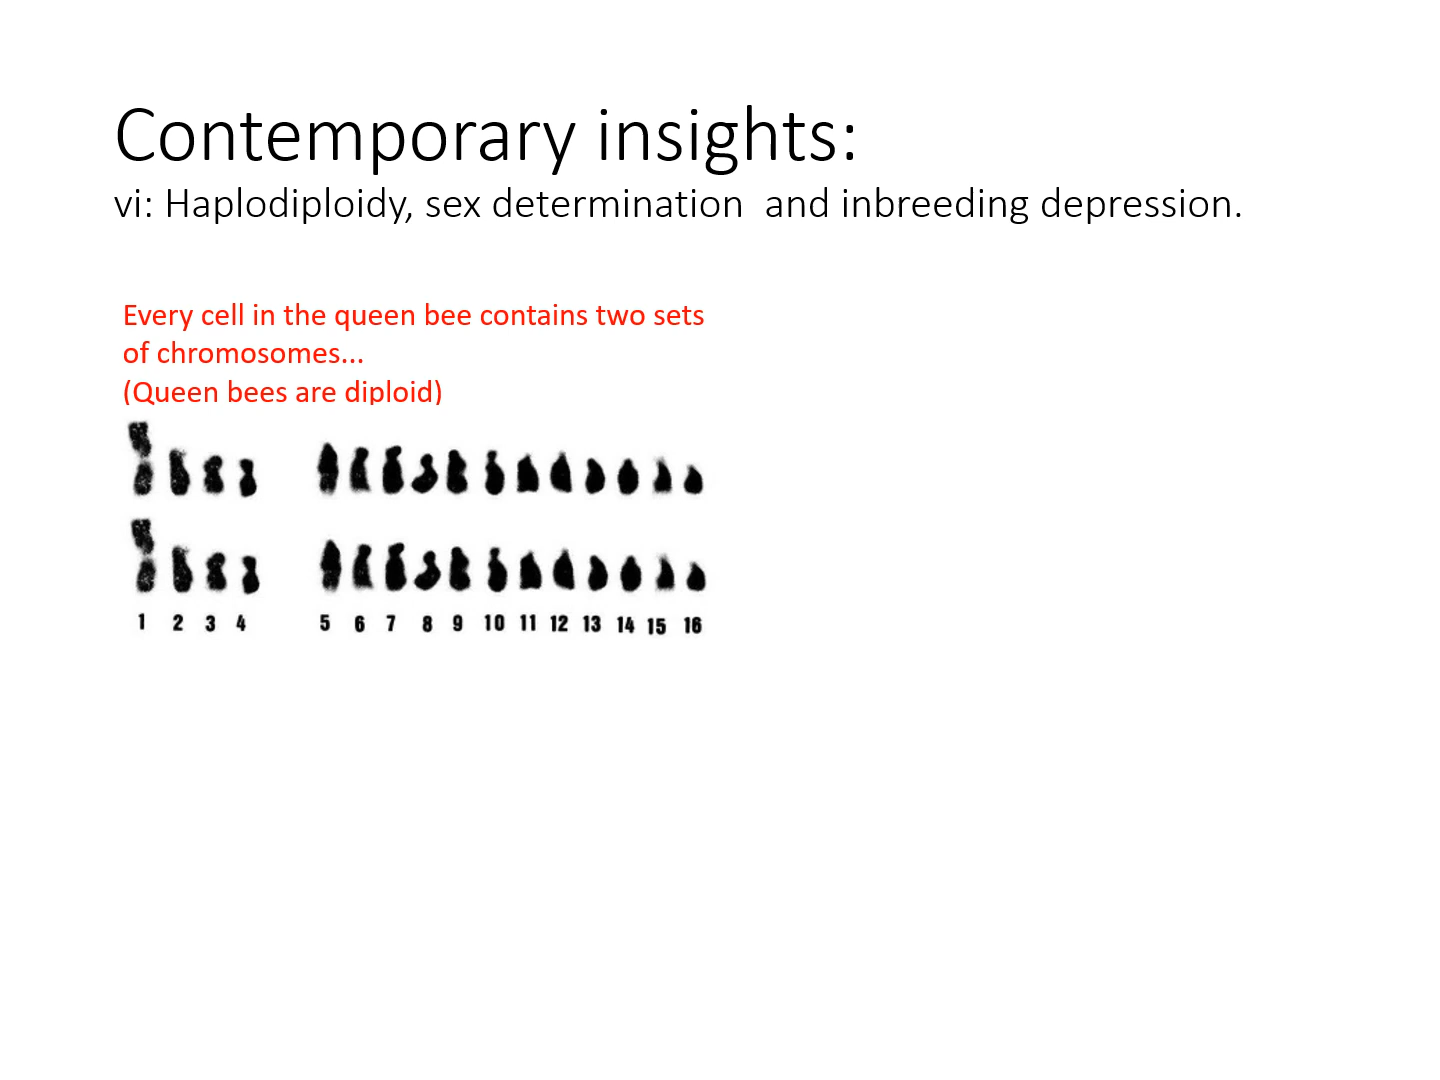 Contemporary insights:
vi: Haplodiploidy, sex determination  and inbreeding depression.
Every cell in the queen bee contains two sets
of chromosomes...
(Queen bees are diploid)
1 2 3 4 5 6 7 8 9 10 11 12 13 14 15 16